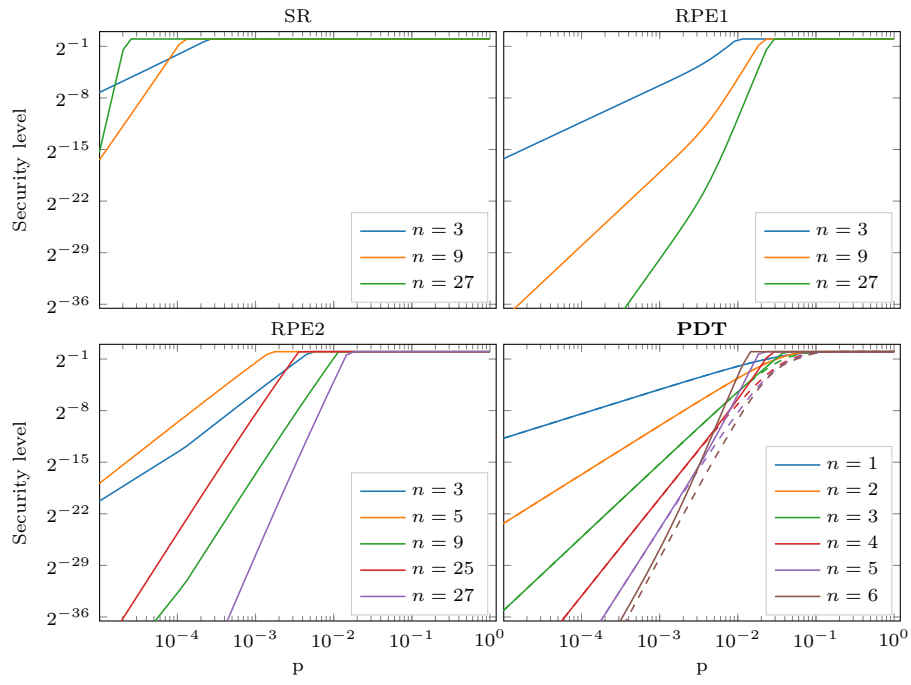 SR
RPE1
2^{-1}
2^{-8}
2^{-15}
2^{-22}
2^{-29}
2^{-36}
Security level
n = 3
n = 9
n = 27
n = 3
n = 9
n = 27
RPE2
PDT
2^{-1}
2^{-8}
2^{-15}
2^{-22}
2^{-29}
2^{-36}
Security level
n = 3
n = 5
n = 9
n = 25
n = 27
n = 1
n = 2
n = 3
n = 4
n = 5
n = 6
10^{-4} 10^{-3} 10^{-2} 10^{-1} 10^{0}
p
10^{-4} 10^{-3} 10^{-2} 10^{-1} 10^{0}
p